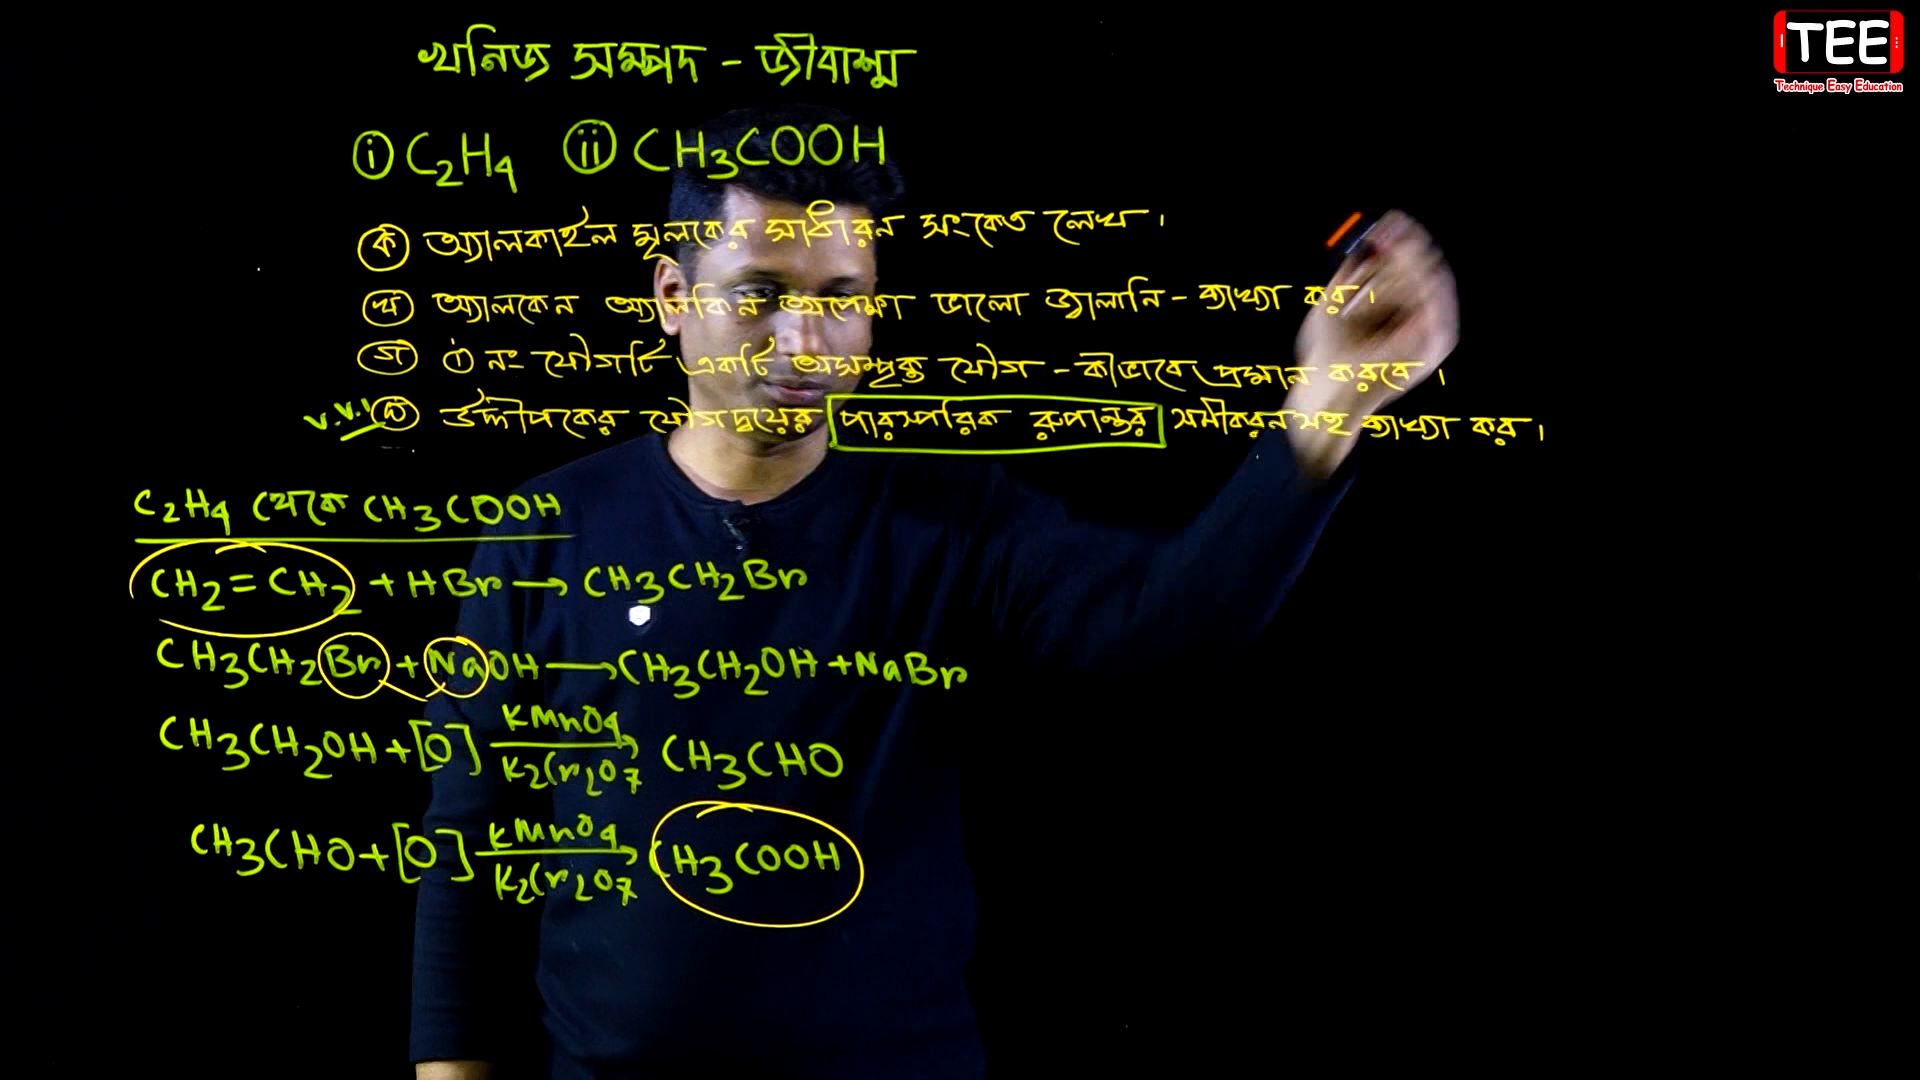 TEE
Technique Easy Education
খনিজ সম্পদ - জীবাশ্ম
i C₂H₄ ii CH₃COOH
ক অ্যালকাইল মূলকের সাধারন সংকেত লেখ।
খ অ্যালকেন অ্যালকিন অপেক্ষা ভালো জ্বালানি - ব্যাখ্যা কর।
গ i নং যৌগটি একটি অসম্পৃক্ত যৌগ - কীভাবে প্রমান করবে।
v.v.i ঘ উদ্দীপকের যৌগদ্বয়ের পারস্পরিক রুপান্তর সমীকরনসহ ব্যাখ্যা কর।
C₂H₄ থেকে CH₃COOH
CH₂=CH₂ + HBr ⟶ CH₃CH₂Br
CH₃CH₂Br + NaOH ⟶ CH₃CH₂OH + NaBr
KMnO₄
CH₃CH₂OH + [O] ⟶ CH₃CHO
K₂Cr₂O₇
KMnO₄
CH₃CHO + [O] ⟶ CH₃COOH
K₂Cr₂O₇